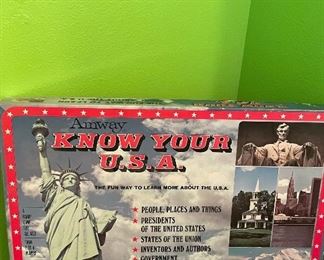 Amway
KNOW YOUR
U.S.A.
THE FUN WAY TO LEARN MORE ABOUT THE U.S.A.
★ PEOPLE, PLACES AND THINGS
★ PRESIDENTS
OF THE UNITED STATES
★ STATES OF THE UNION
★ INVENTORS AND AUTHORS
★ GOVERNMENT